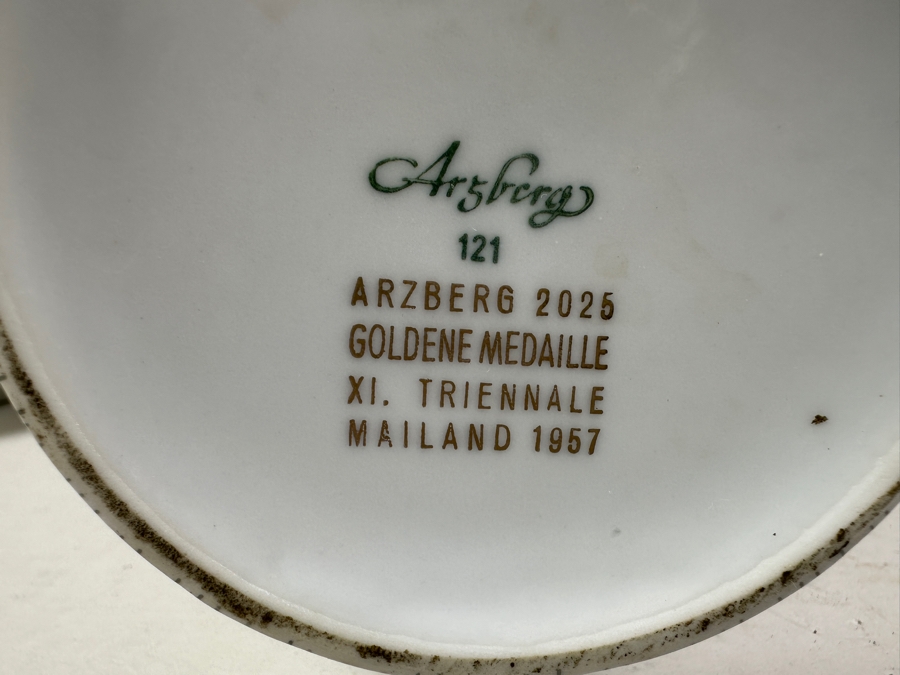 Arzberg
121
ARZBERG 2025
GOLDENE MEDAILLE
XI. TRIENNALE
MAILAND 1957